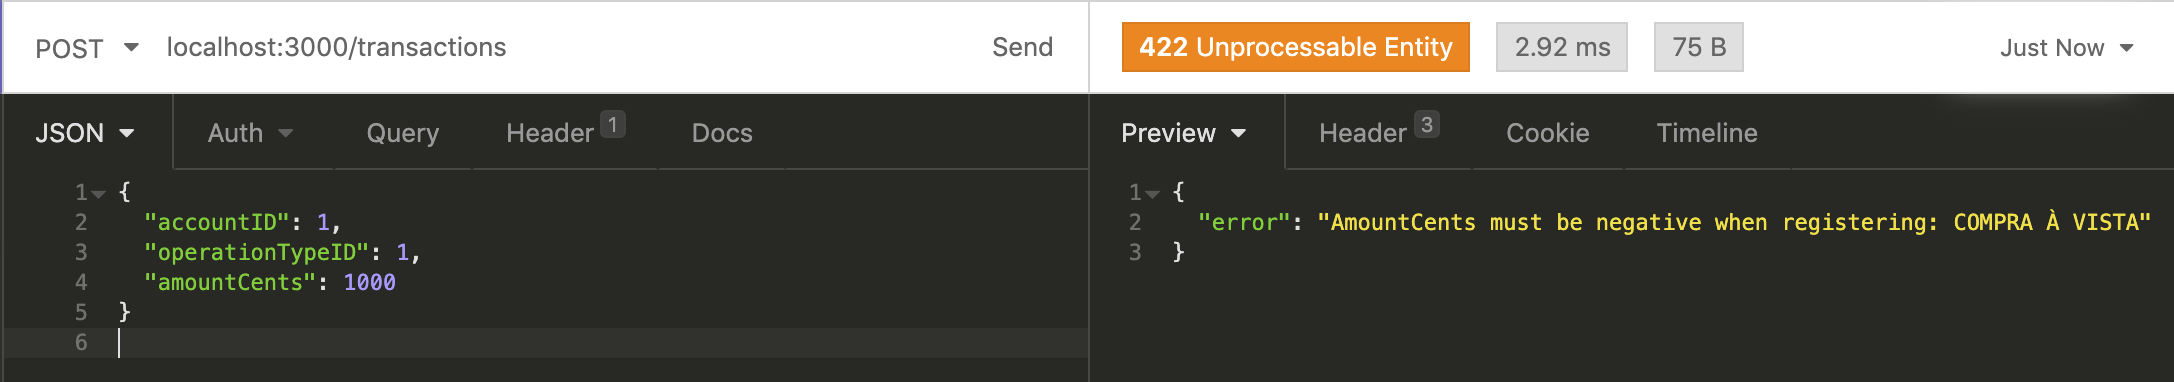 POST localhost:3000/transactions Send 422 Unprocessable Entity 2.92 ms 75 B Just Now
JSON Auth Query Header 1 Docs Preview Header 3 Cookie Timeline
1 {
2 "accountID": 1,
3 "operationTypeID": 1,
4 "amountCents": 1000
5 }
6
1 {
2 "error": "AmountCents must be negative when registering: COMPRA À VISTA"
3 }